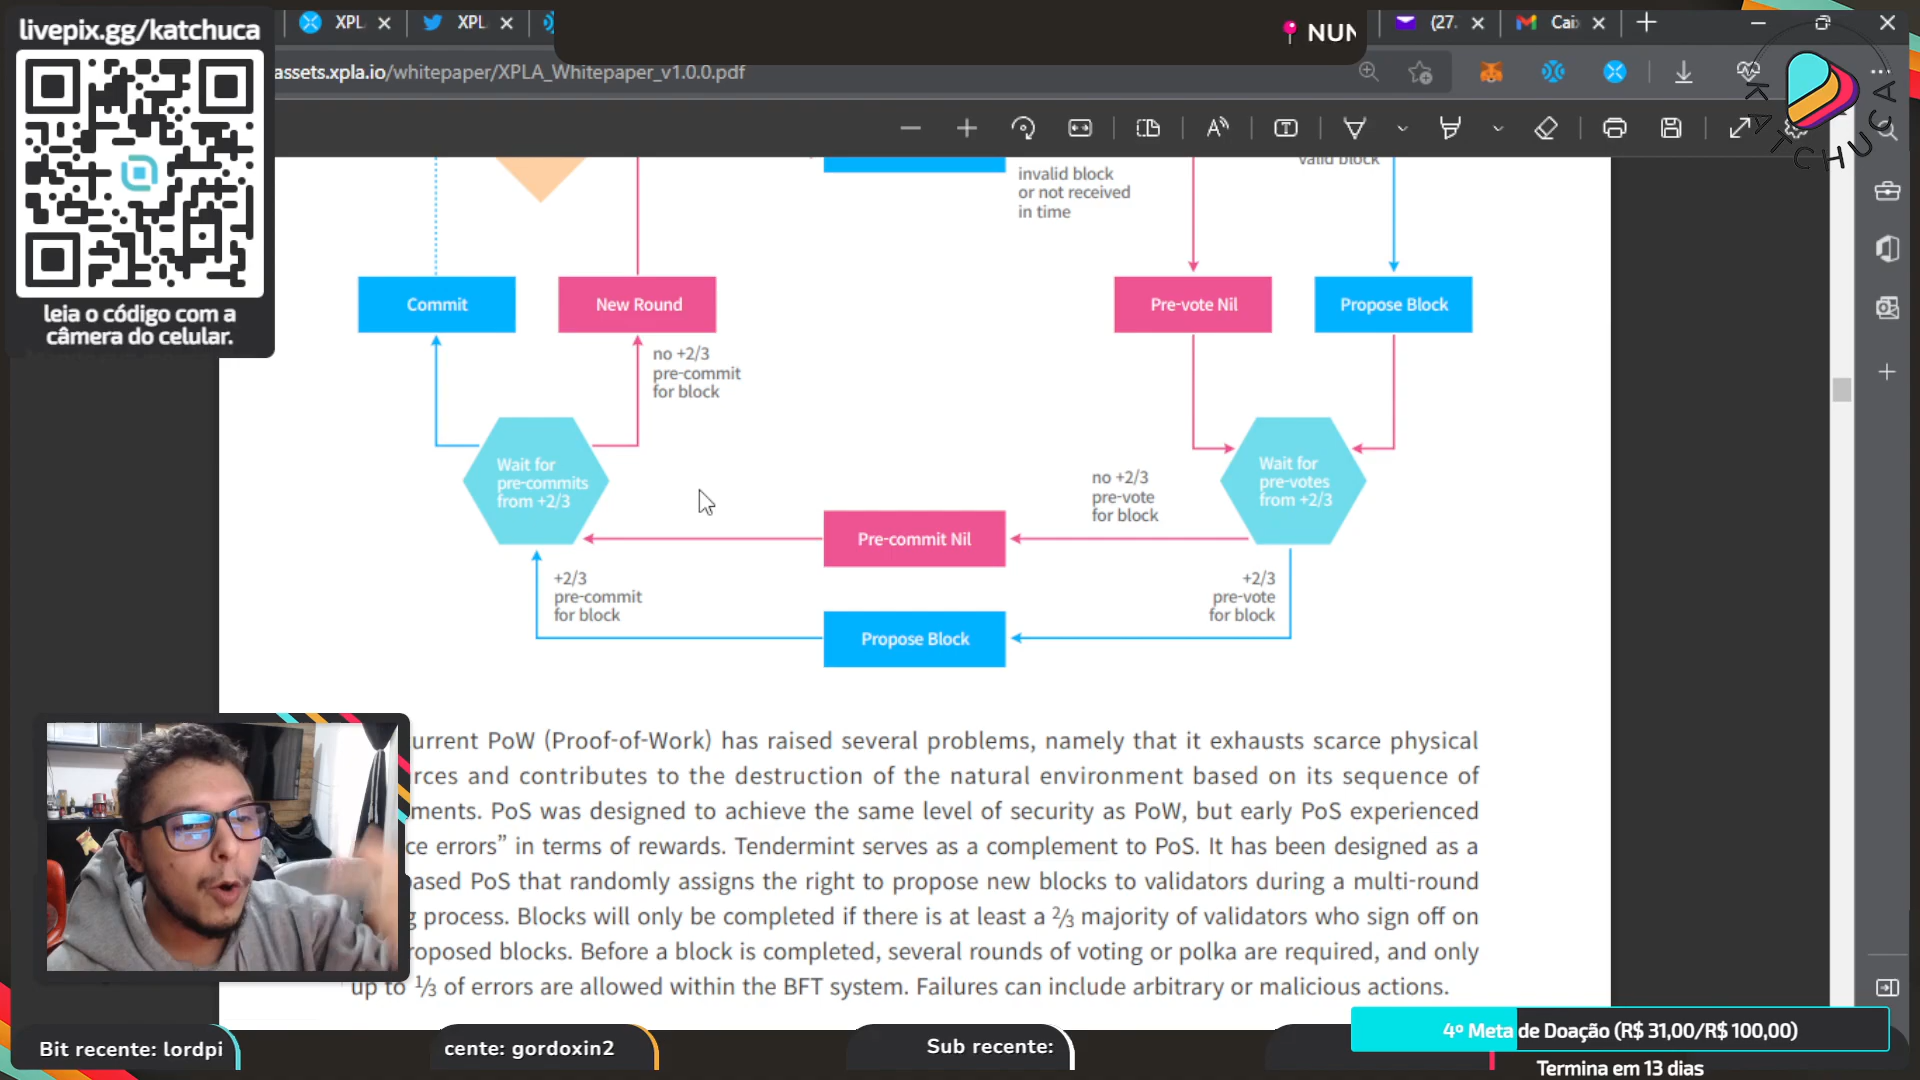 livepix.gg/katchuca
leia o código com a
câmera do celular.
XPL
XPL
NUN
(27.
Cai
assets.xpla.io/whitepaper/XPLA_Whitepaper_v1.0.0.pdf
KATCHUCA
invalid block
or not received
in time
valid block
Commit
New Round
Pre-vote Nil
Propose Block
no +2/3
pre-commit
for block
Wait for
pre-commits
from +2/3
no +2/3
pre-vote
for block
Wait for
pre-votes
from +2/3
Pre-commit Nil
+2/3
pre-commit
for block
+2/3
pre-vote
for block
Propose Block
urrent PoW (Proof-of-Work) has raised several problems, namely that it exhausts scarce physical
rces and contributes to the destruction of the natural environment based on its sequence of
ments. PoS was designed to achieve the same level of security as PoW, but early PoS experienced
ce errors” in terms of rewards. Tendermint serves as a complement to PoS. It has been designed as a
ased PoS that randomly assigns the right to propose new blocks to validators during a multi-round
g process. Blocks will only be completed if there is at least a ⅔ majority of validators who sign off on
roposed blocks. Before a block is completed, several rounds of voting or polka are required, and only
up to ⅓ of errors are allowed within the BFT system. Failures can include arbitrary or malicious actions.
4º Meta de Doação (R$ 31,00/R$ 100,00)
Termina em 13 dias
Bit recente: lordpi
cente: gordoxin2
Sub recente: